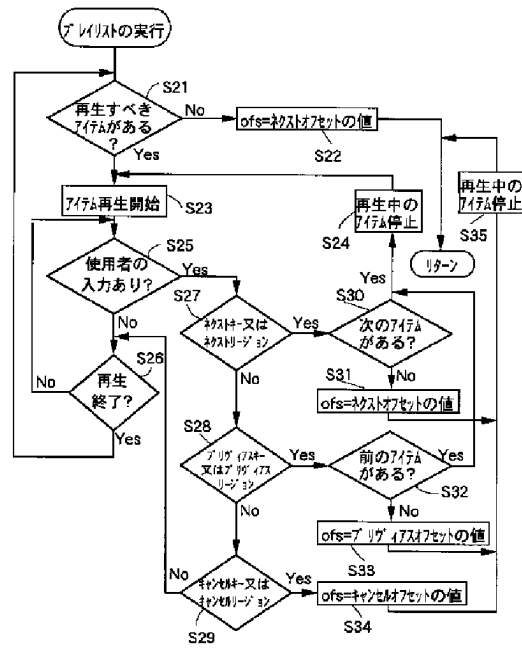 プレイリストの実行
S21
再生すべき
アイテムがある
?
No
Yes
ofs=ネクストオフセットの値
S22
アイテム再生開始
S23
再生中の
アイテム停止
S24
再生中の
アイテム停止
S35
リターン
S25
使用者の
入力あり?
Yes
No
S26
再生
終了?
No
Yes
S27
ネクストキー又は
ネクストリージョン
Yes
No
S30
次のアイテム
がある?
Yes
No
S31
ofs=ネクストオフセットの値
S28
プリヴィアスキー
又はプリヴィアス
リージョン
Yes
No
前のアイテム
がある?
Yes
S32
No
ofs=プリヴィアスオフセットの値
S33
キャンセルキー又は
キャンセルリージョン
No
Yes
S29
ofs=キャンセルオフセットの値
S34